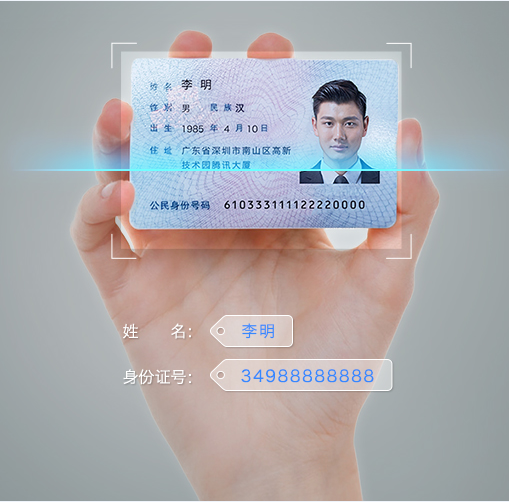 姓名 李明
性别 男 民族 汉
出生 1985 年 4 月 10 日
住址 广东省深圳市南山区高新
技术园腾讯大厦
公民身份号码 610333111122220000
姓 名: 李明
身份证号: 34988888888